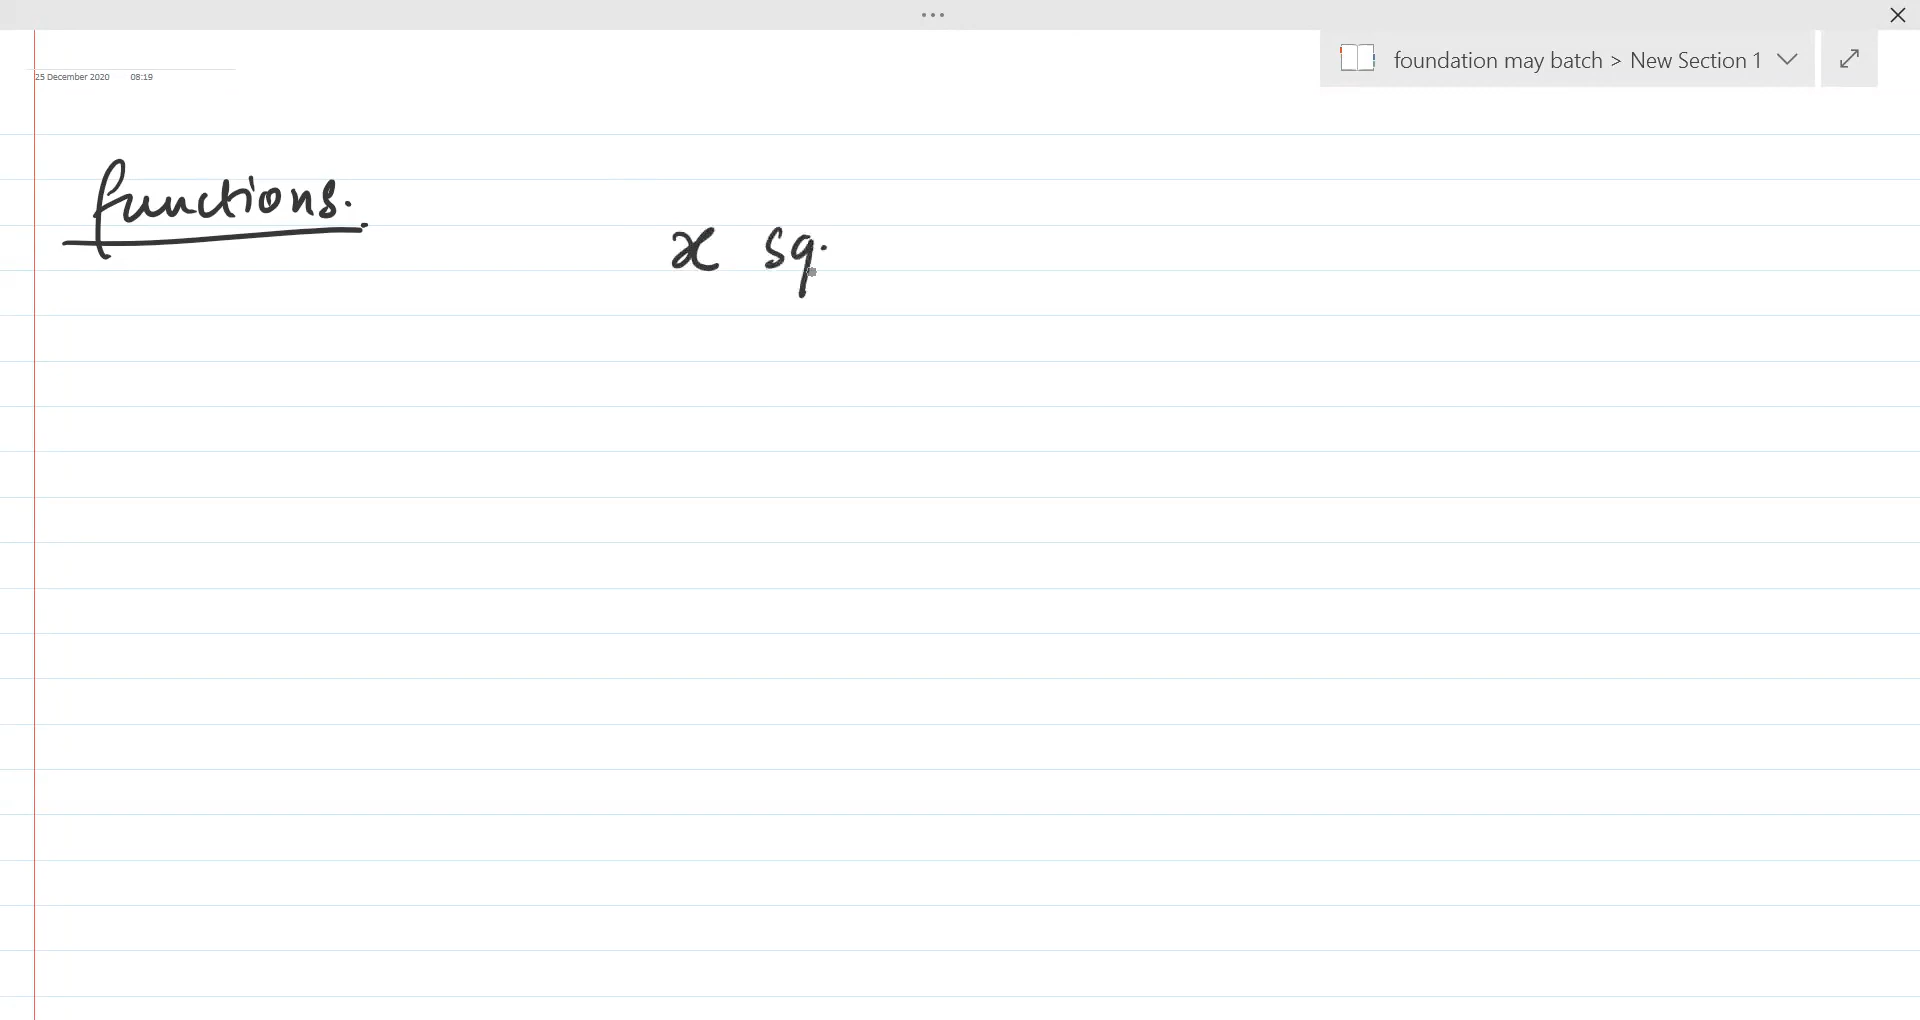 foundation may batch > New Section 1
25 December 2020 08:19
functions.
x sq.